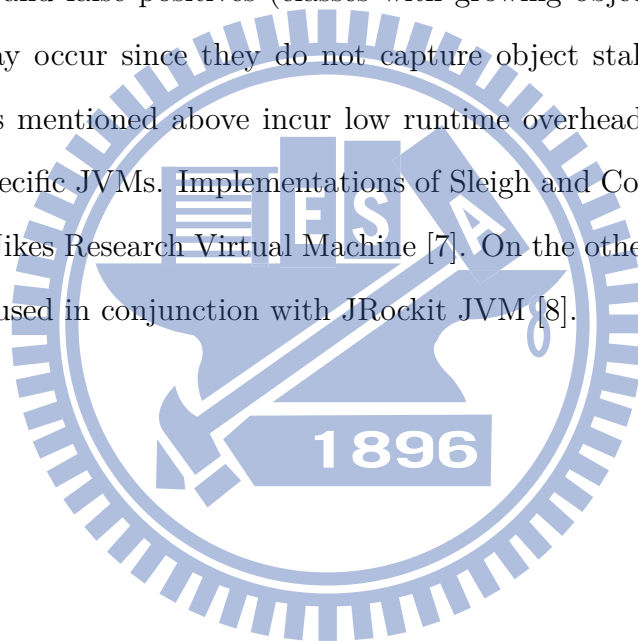 and false positives (classes with growing objec
ay occur since they do not capture object stal
s mentioned above incur low runtime overhead
ecific JVMs. Implementations of Sleigh and Co
Jikes Research Virtual Machine [7]. On the othe
used in conjunction with JRockit JVM [8].
E S A
1896